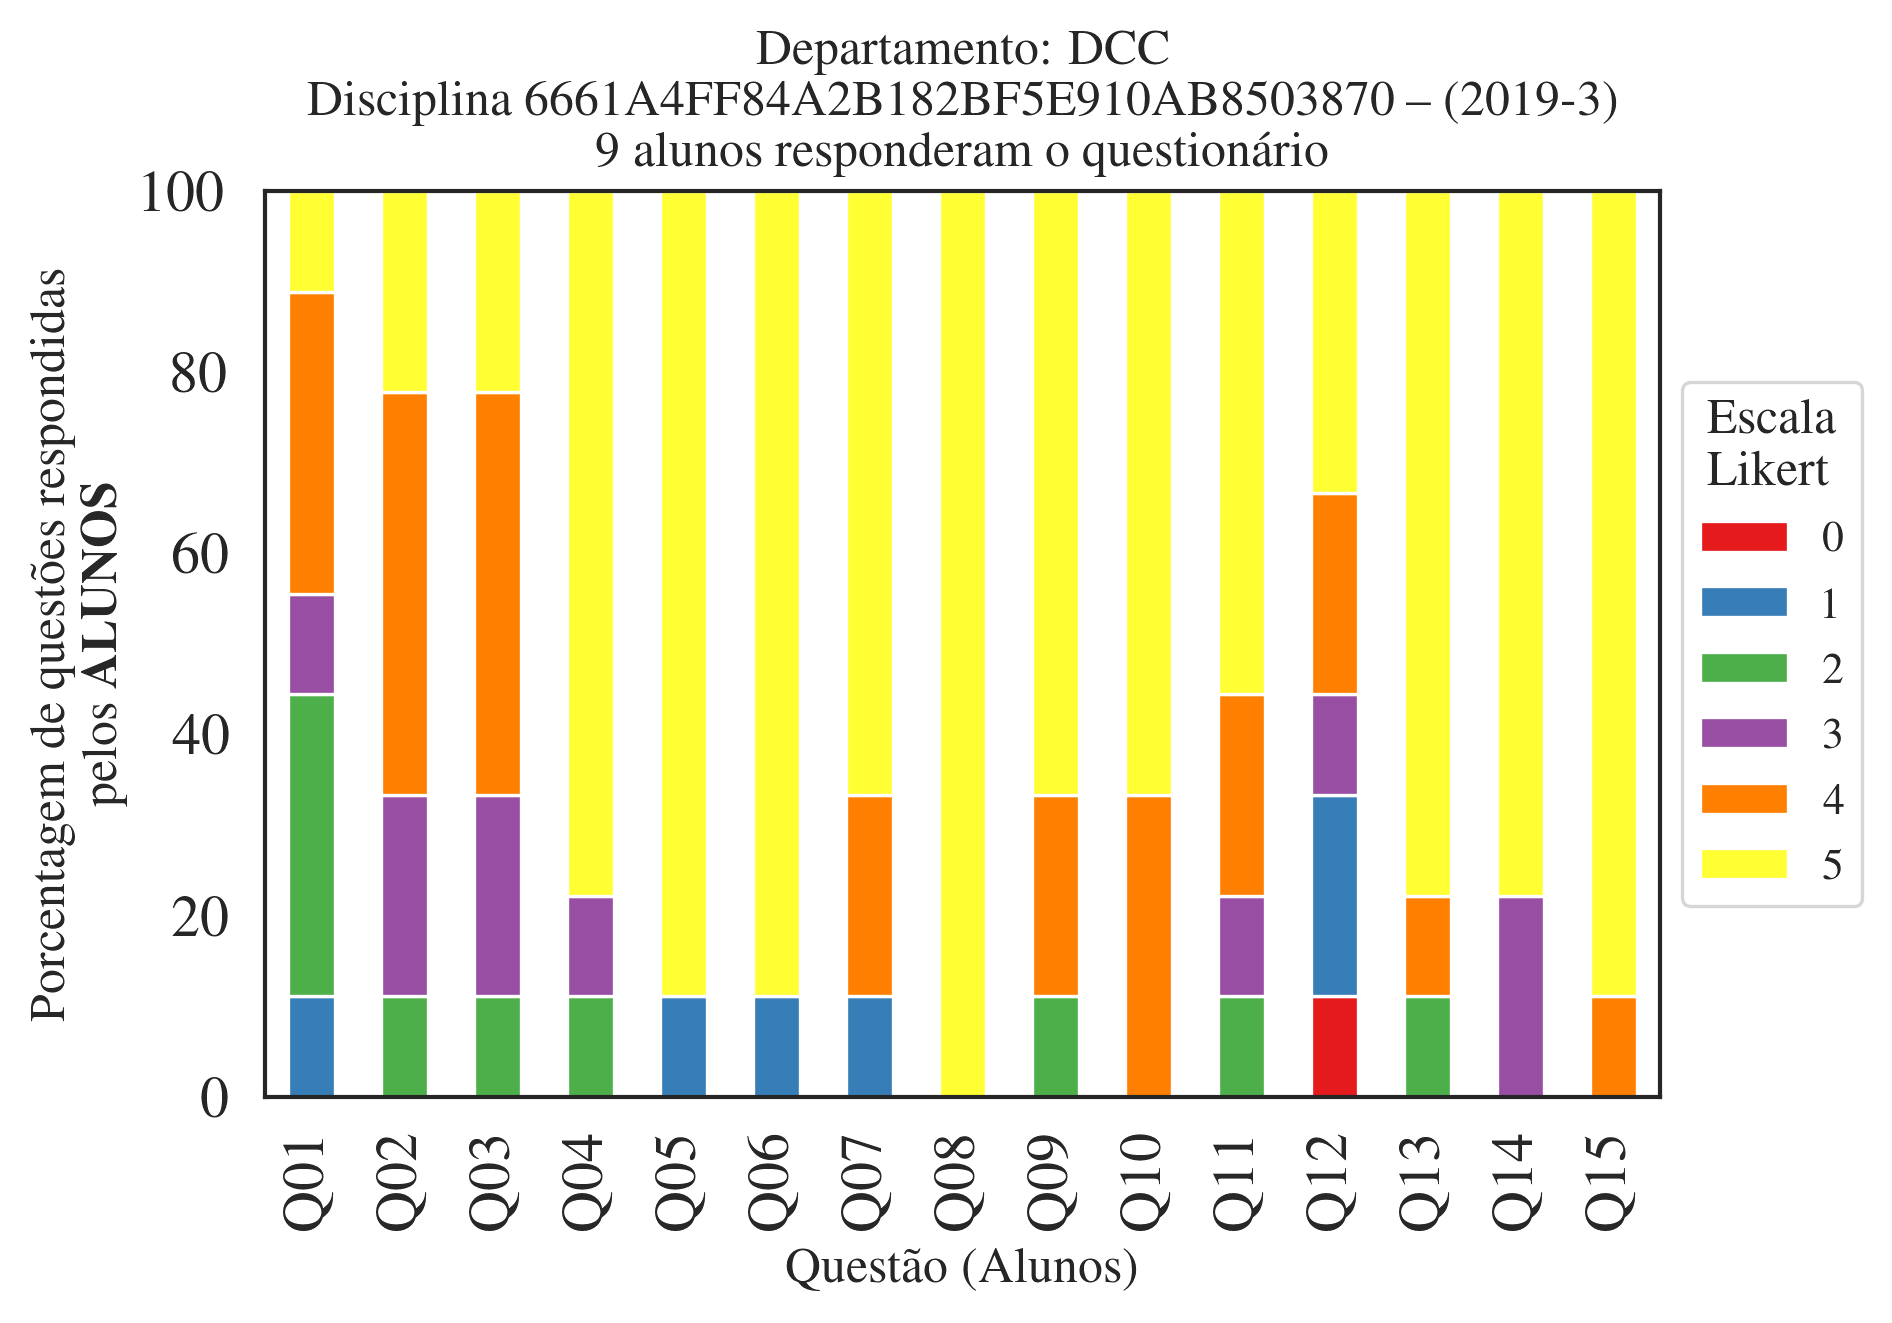 Departamento: DCC
Disciplina 6661A4FF84A2B182BF5E910AB8503870 – (2019-3)
9 alunos responderam o questionário
Porcentagem de questões respondidas
pelos ALUNOS
100
80
60
40
20
0
Q01
Q02
Q03
Q04
Q05
Q06
Q07
Q08
Q09
Q10
Q11
Q12
Q13
Q14
Q15
Questão (Alunos)
Escala
Likert
0
1
2
3
4
5